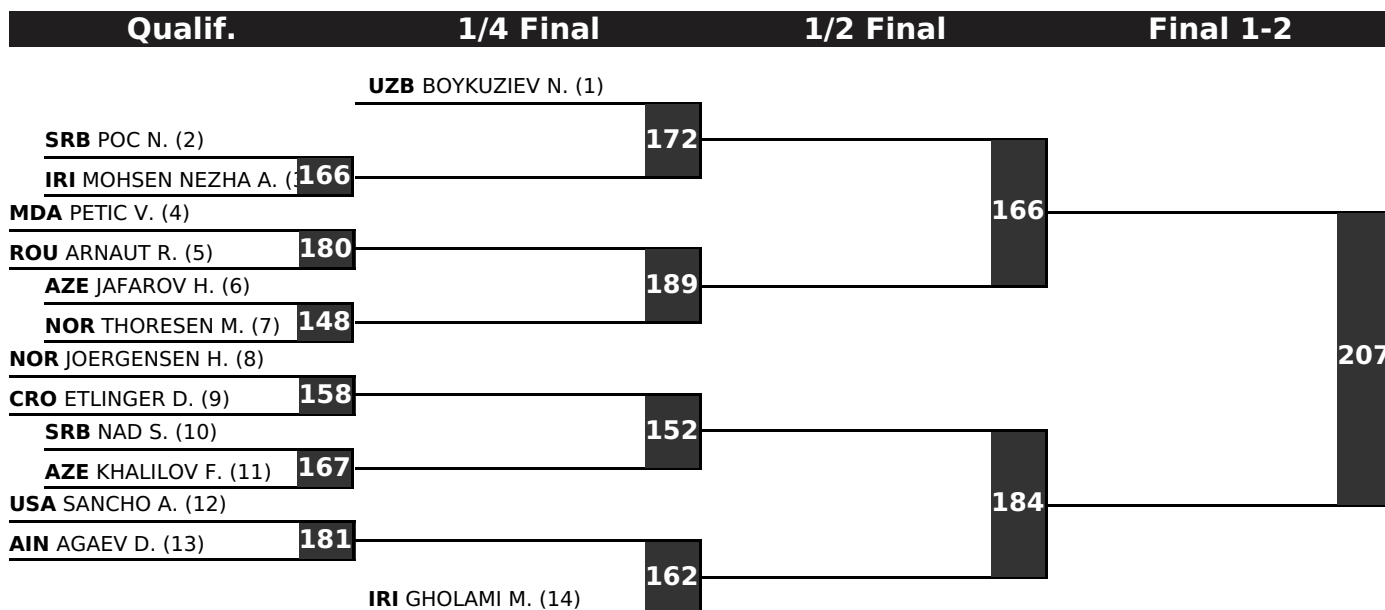 Qualif. 1/4 Final 1/2 Final Final 1-2
UZB BOYKUZIEV N. (1)
SRB POC N. (2)
172
IRI MOHSEN NEZHA A. (
166
MDA PETIC V. (4)
166
ROU ARNAUT R. (5)
180
AZE JAFAROV H. (6)
189
NOR THORESEN M. (7)
148
NOR JOERGENSEN H. (8)
207
CRO ETLINGER D. (9)
158
SRB NAD S. (10)
152
AZE KHALILOV F. (11)
167
USA SANCHO A. (12)
184
AIN AGAEV D. (13)
181
162
IRI GHOLAMI M. (14)